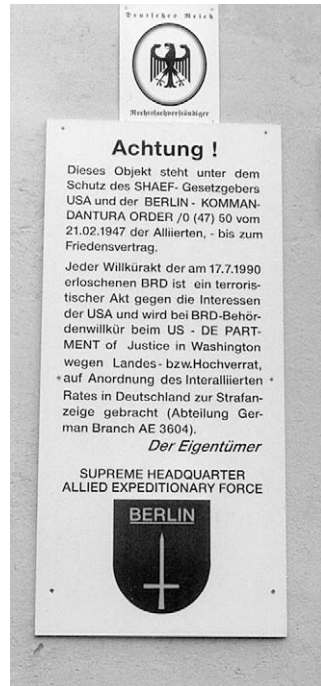 Deutsches Reich
Rechtsfachverständiger
Achtung !
Dieses Objekt steht unter dem
Schutz des SHAEF- Gesetzgebers
USA und der BERLIN - KOMMAN-
DANTURA ORDER /0 (47) 50 vom
21.02.1947 der Alliierten, - bis zum
Friedensvertrag.
Jeder Willkürakt der am 17.7.1990
erloschenen BRD ist ein terroris-
tischer Akt gegen die Interessen
der USA und wird bei BRD-Behör-
denwillkür beim US - DE PART-
MENT of Justice in Washington
wegen Landes- bzw.Hochverrat,
auf Anordnung des Interalliierten
Rates in Deutschland zur Strafan-
zeige gebracht (Abteilung Ger-
man Branch AE 3604).
Der Eigentümer
SUPREME HEADQUARTER
ALLIED EXPEDITIONARY FORCE
BERLIN